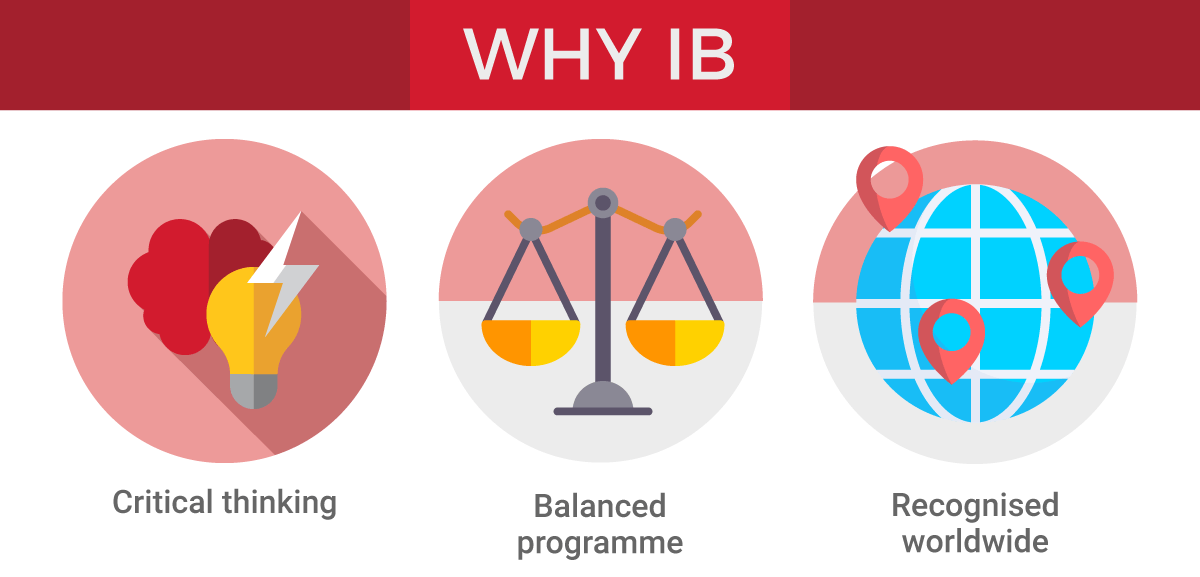 WHY IB
Critical thinking
Balanced
programme
Recognised
worldwide